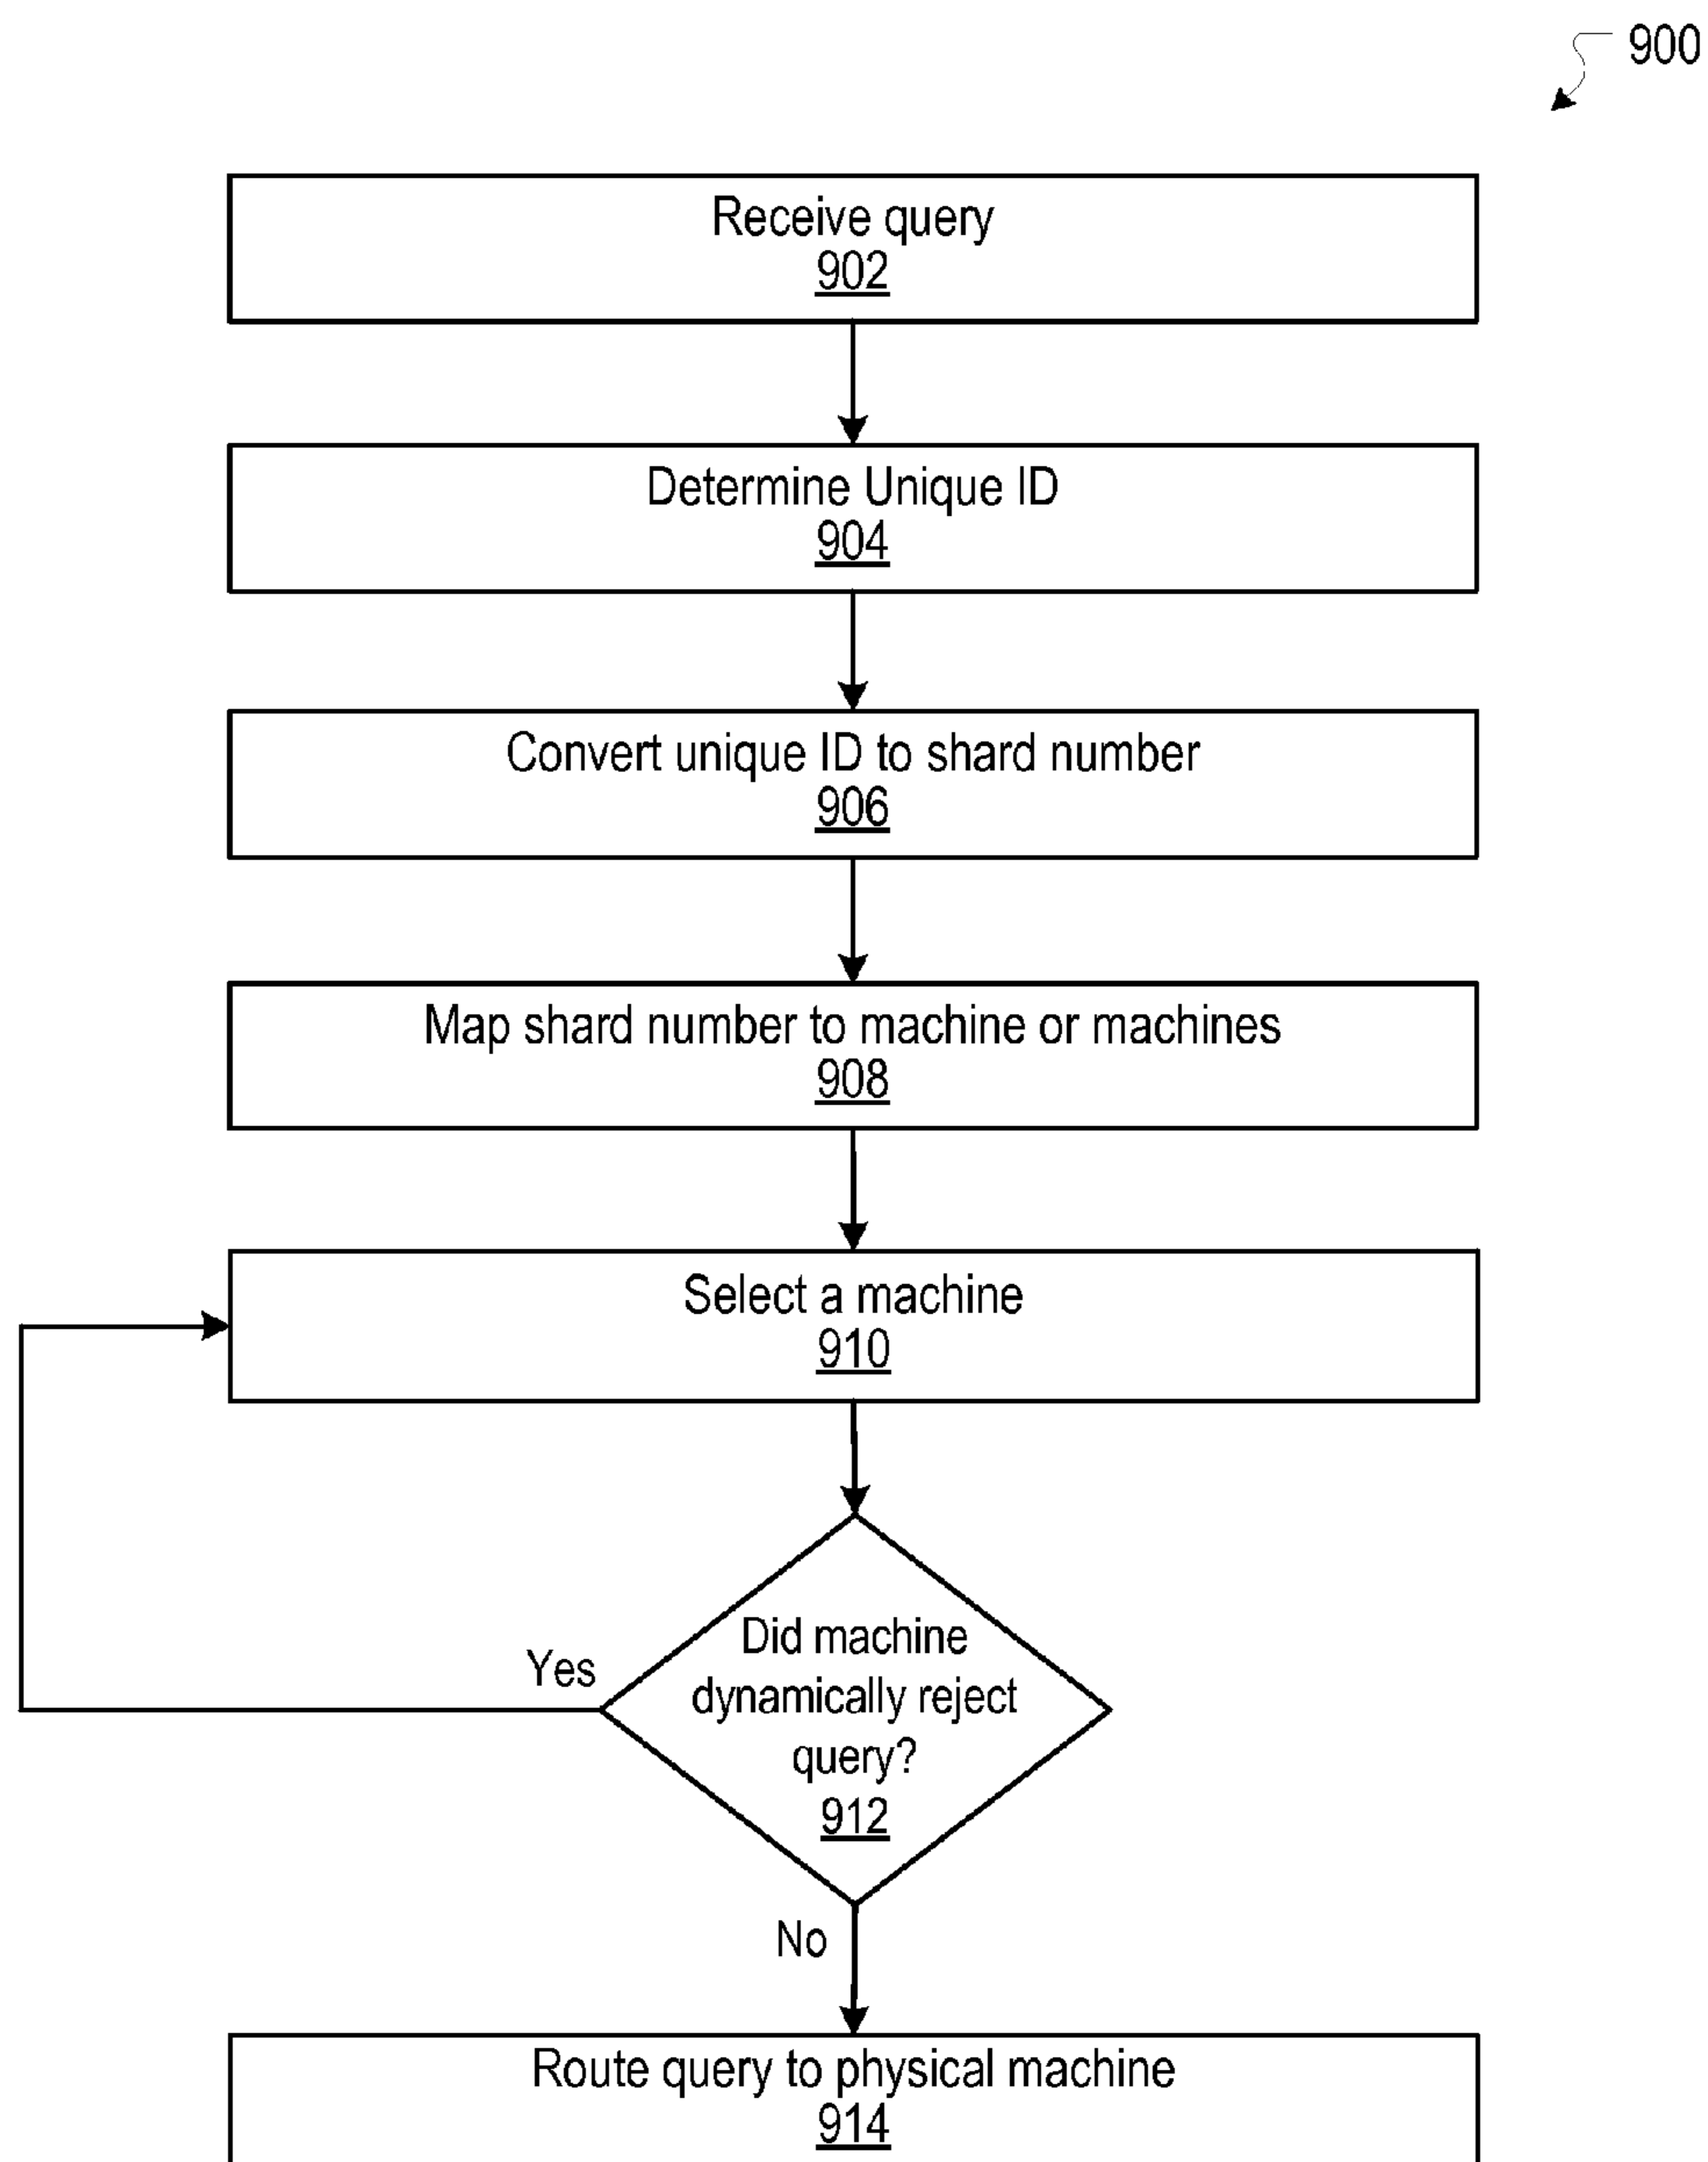 900
Receive query
902
Determine Unique ID
904
Convert unique ID to shard number
906
Map shard number to machine or machines
908
Select a machine
910
Did machine
dynamically reject
query?
912
Yes
No
Route query to physical machine
914